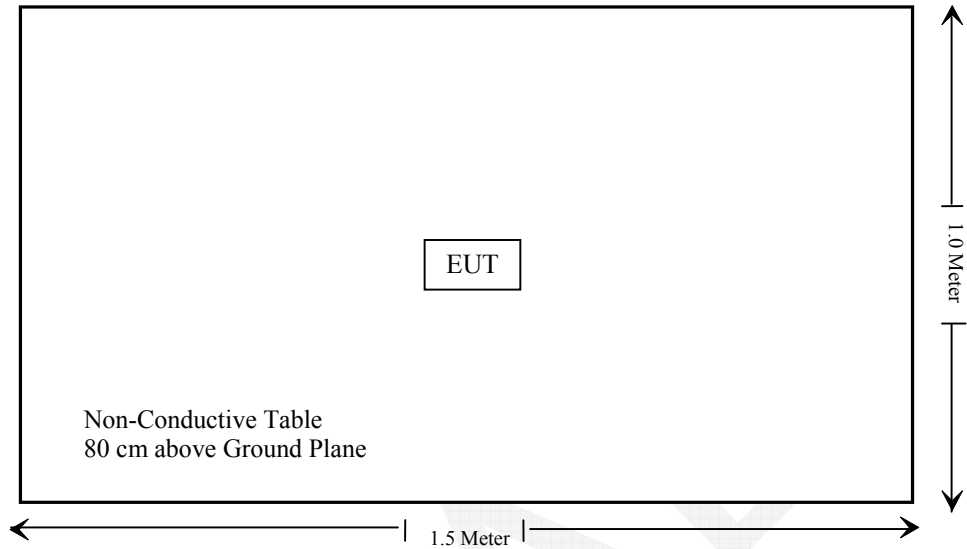 EUT
1.0 Meter
Non-Conductive Table
80 cm above Ground Plane
1.5 Meter